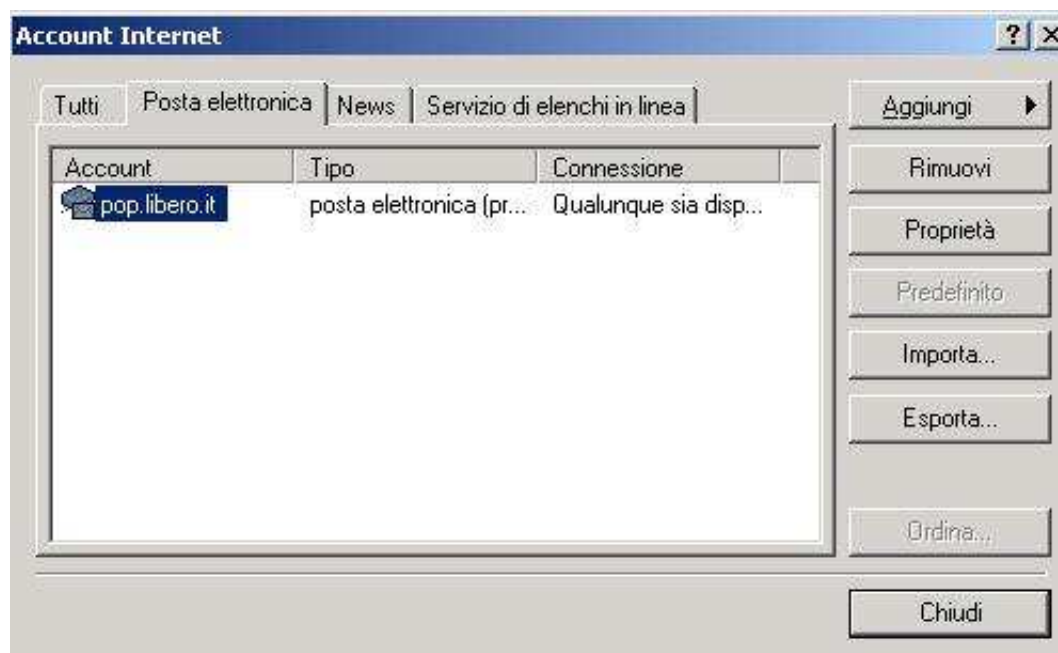 Account Internet
Tutti
Posta elettronica
News
Servizio di elenchi in linea
Account Tipo Connessione
pop.libero.it posta elettronica (pr... Qualunque sia disp...
Aggiungi
Rimuovi
Proprietà
Predefinito
Importa...
Esporta...
Ordina...
Chiudi